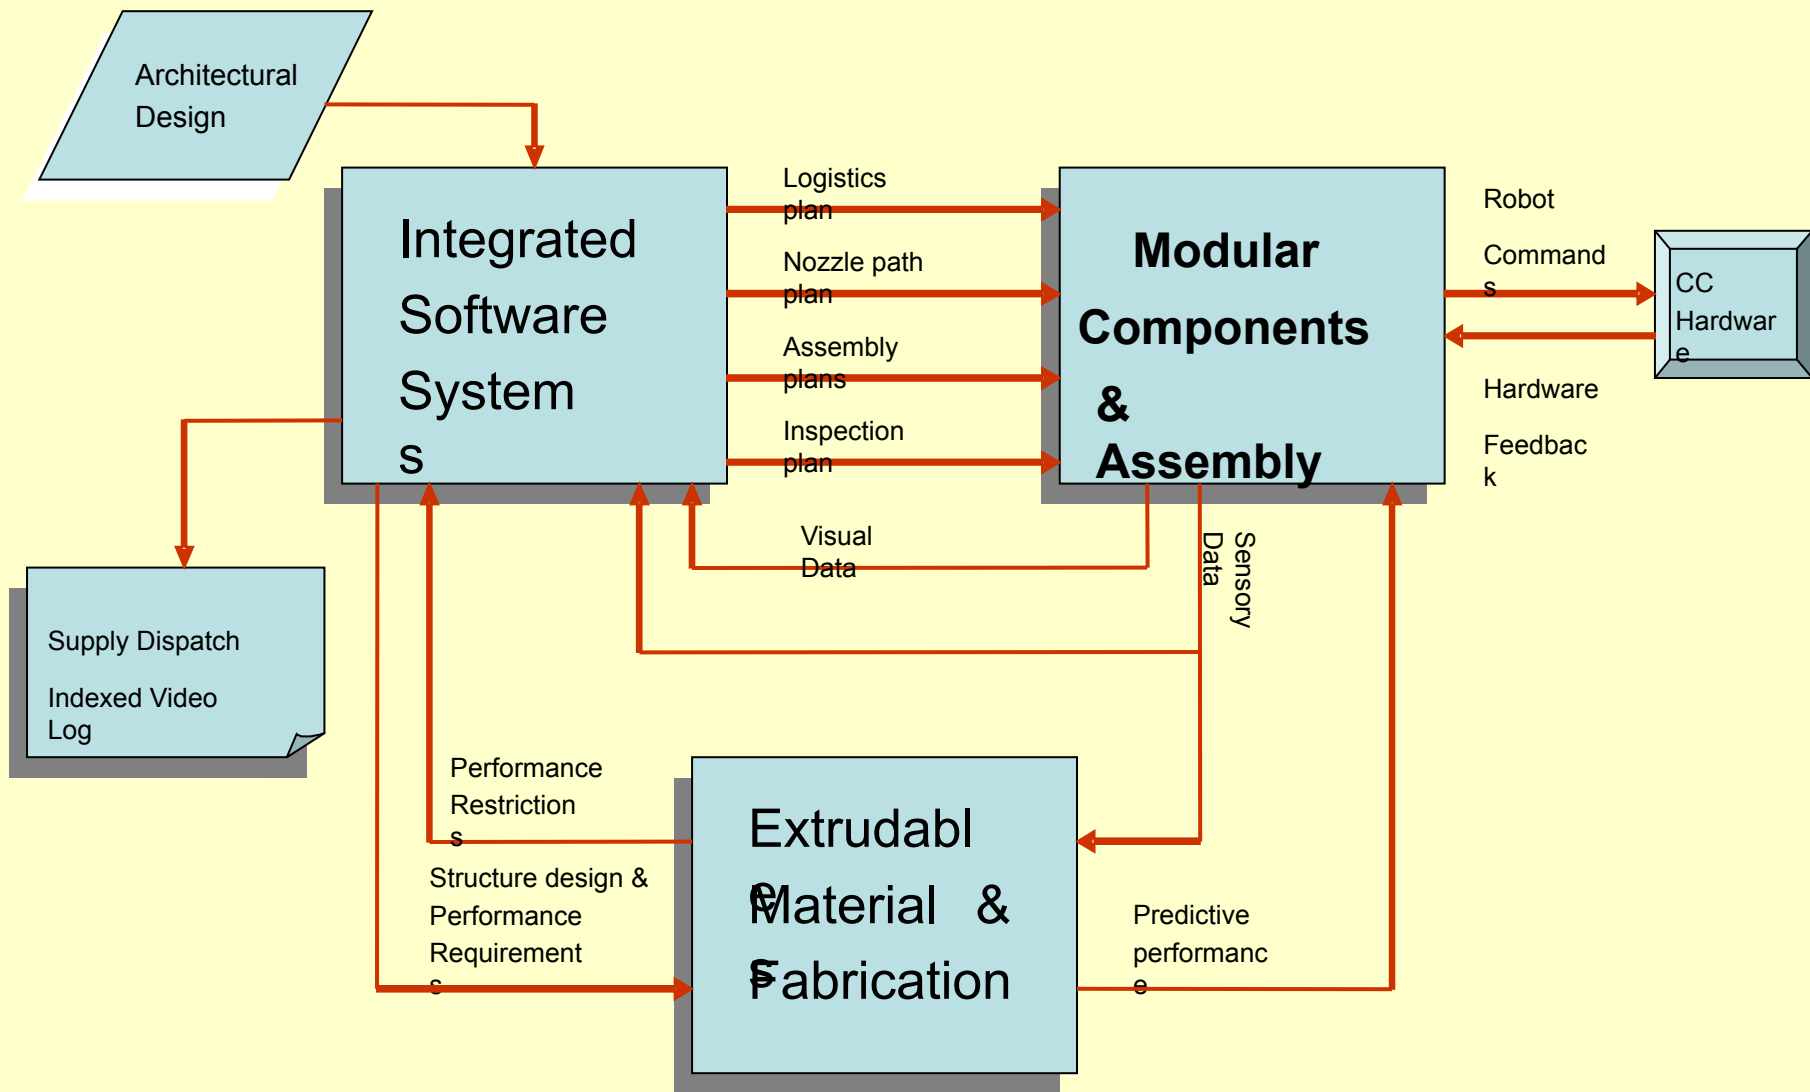 Architectural
Design
Integrated
Software
System
s
Logistics
plan
Nozzle path
plan
Assembly
plans
Inspection
plan
Modular
Components
&
Assembly
Robot
Command
s
CC
Hardwar
e
Hardware
Feedbac
k
Visual
Data
Sensory
Data
Supply Dispatch
Indexed Video
Log
Performance
Restriction
s
Structure design &
Performance
Requirement
s
Extrudabl
e
Material &
s
Fabrication
Predictive
performanc
e